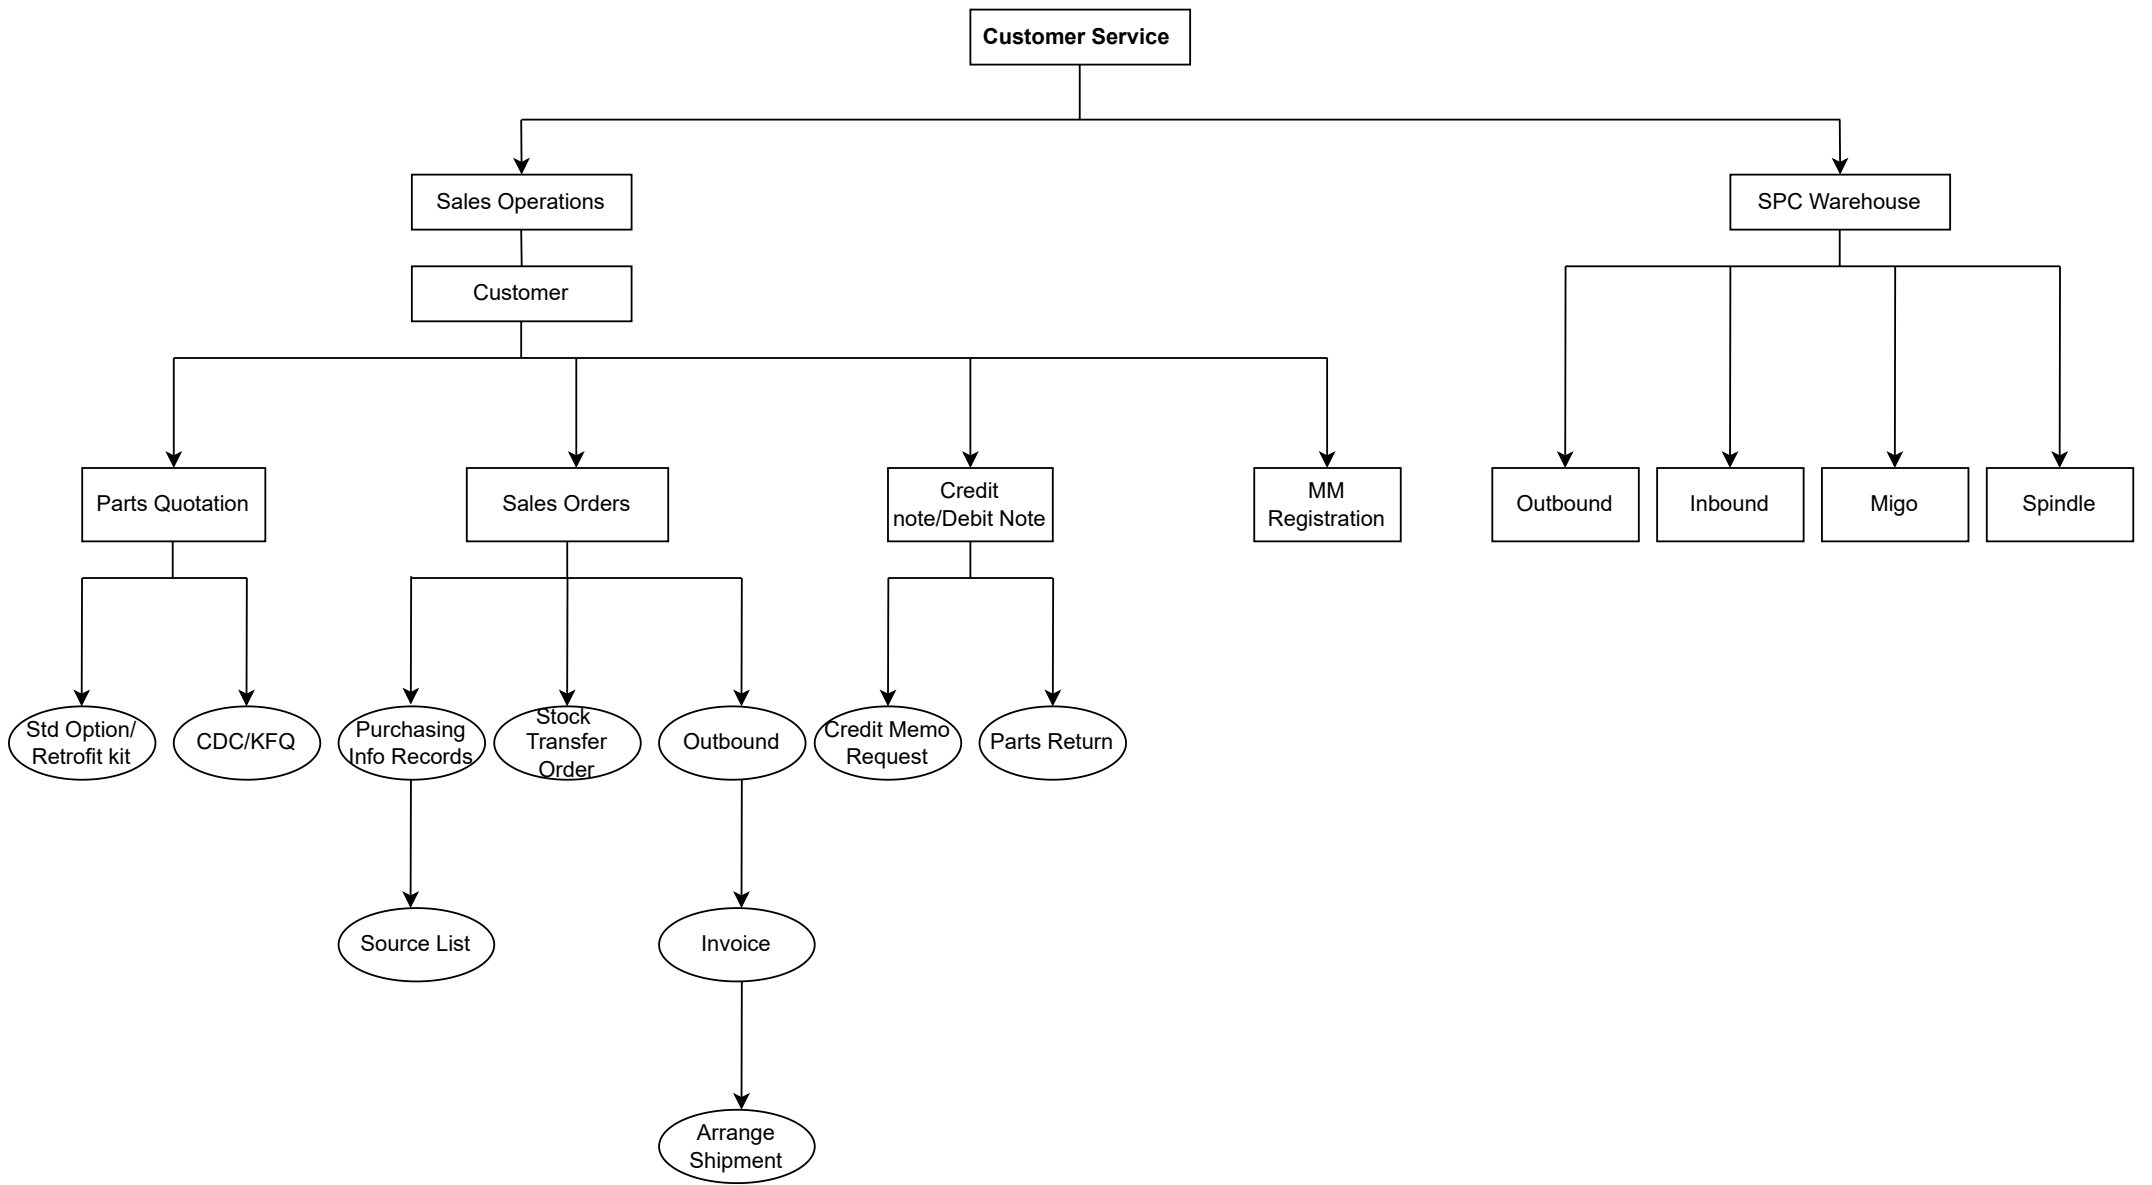 Customer Service
Sales Operations
SPC Warehouse
Customer
Parts Quotation
Sales Orders
Credit
note/Debit Note
MM
Registration
Outbound
Inbound
Migo
Spindle
Std Option/
Retrofit kit
CDC/KFQ
Purchasing
Info Records
Stock
Transfer
Order
Outbound
Credit Memo
Request
Parts Return
Source List
Invoice
Arrange
Shipment